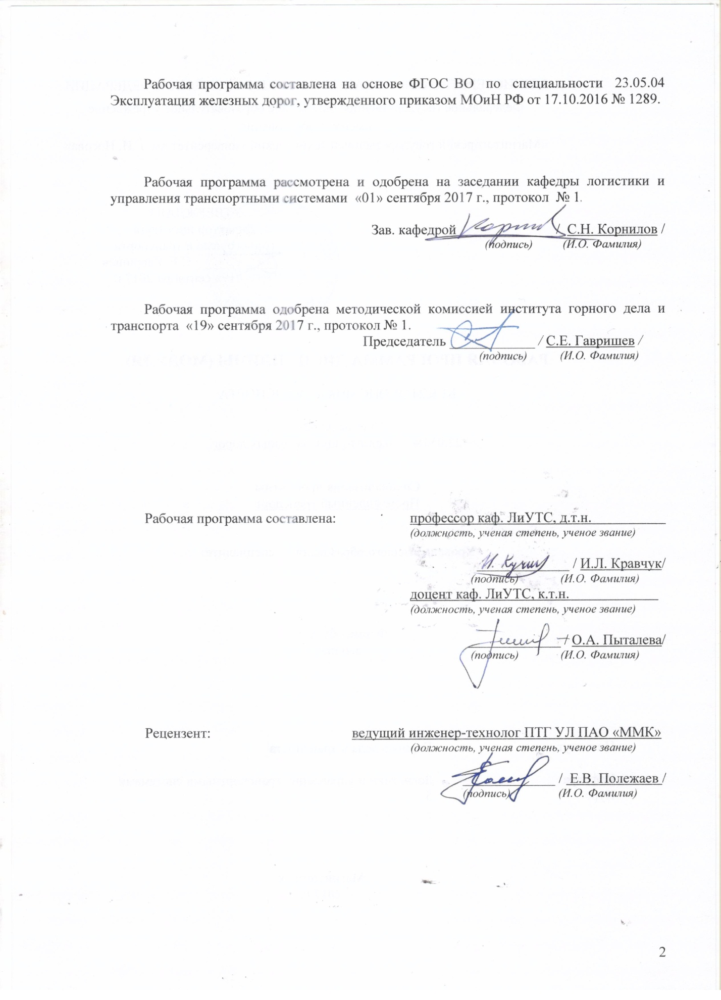 Рабочая программа составлена на основе ФГОС ВО по специальности 23.05.04
Эксплуатация железных дорог, утвержденного приказом МОиН РФ от 17.10.2016 № 1289.
Рабочая программа рассмотрена и одобрена на заседании кафедры логистики и
управления транспортными системами «01» сентября 2017 г., протокол № 1.
Зав. кафедрой / С.Н. Корнилов /
(подпись) (И.О. Фамилия)
Рабочая программа одобрена методической комиссией института горного дела и
транспорта «19» сентября 2017 г., протокол № 1.
Председатель ____________ / С.Е. Гавришев /
(подпись) (И.О. Фамилия)
Рабочая программа составлена: профессор каф. ЛиУТС, д.т.н.
(должность, ученая степень, ученое звание)
_____________ / И.Л. Кравчук/
(подпись) (И.О. Фамилия)
доцент каф. ЛиУТС, к.т.н.
(должность, ученая степень, ученое звание)
_____________ / О.А. Пыталева/
(подпись) (И.О. Фамилия)
Рецензент: ведущий инженер-технолог ПТГ УЛ ПАО «ММК»
(должность, ученая степень, ученое звание)
_____________ / Е.В. Полежаев /
(подпись) (И.О. Фамилия)
2